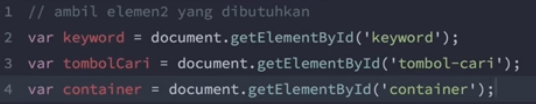 1 // ambil elemen2 yang dibutuhkan
2 var keyword = document.getElementById('keyword');
3 var tombolCari = document.getElementById('tombol-cari');
4 var container = document.getElementById('container');